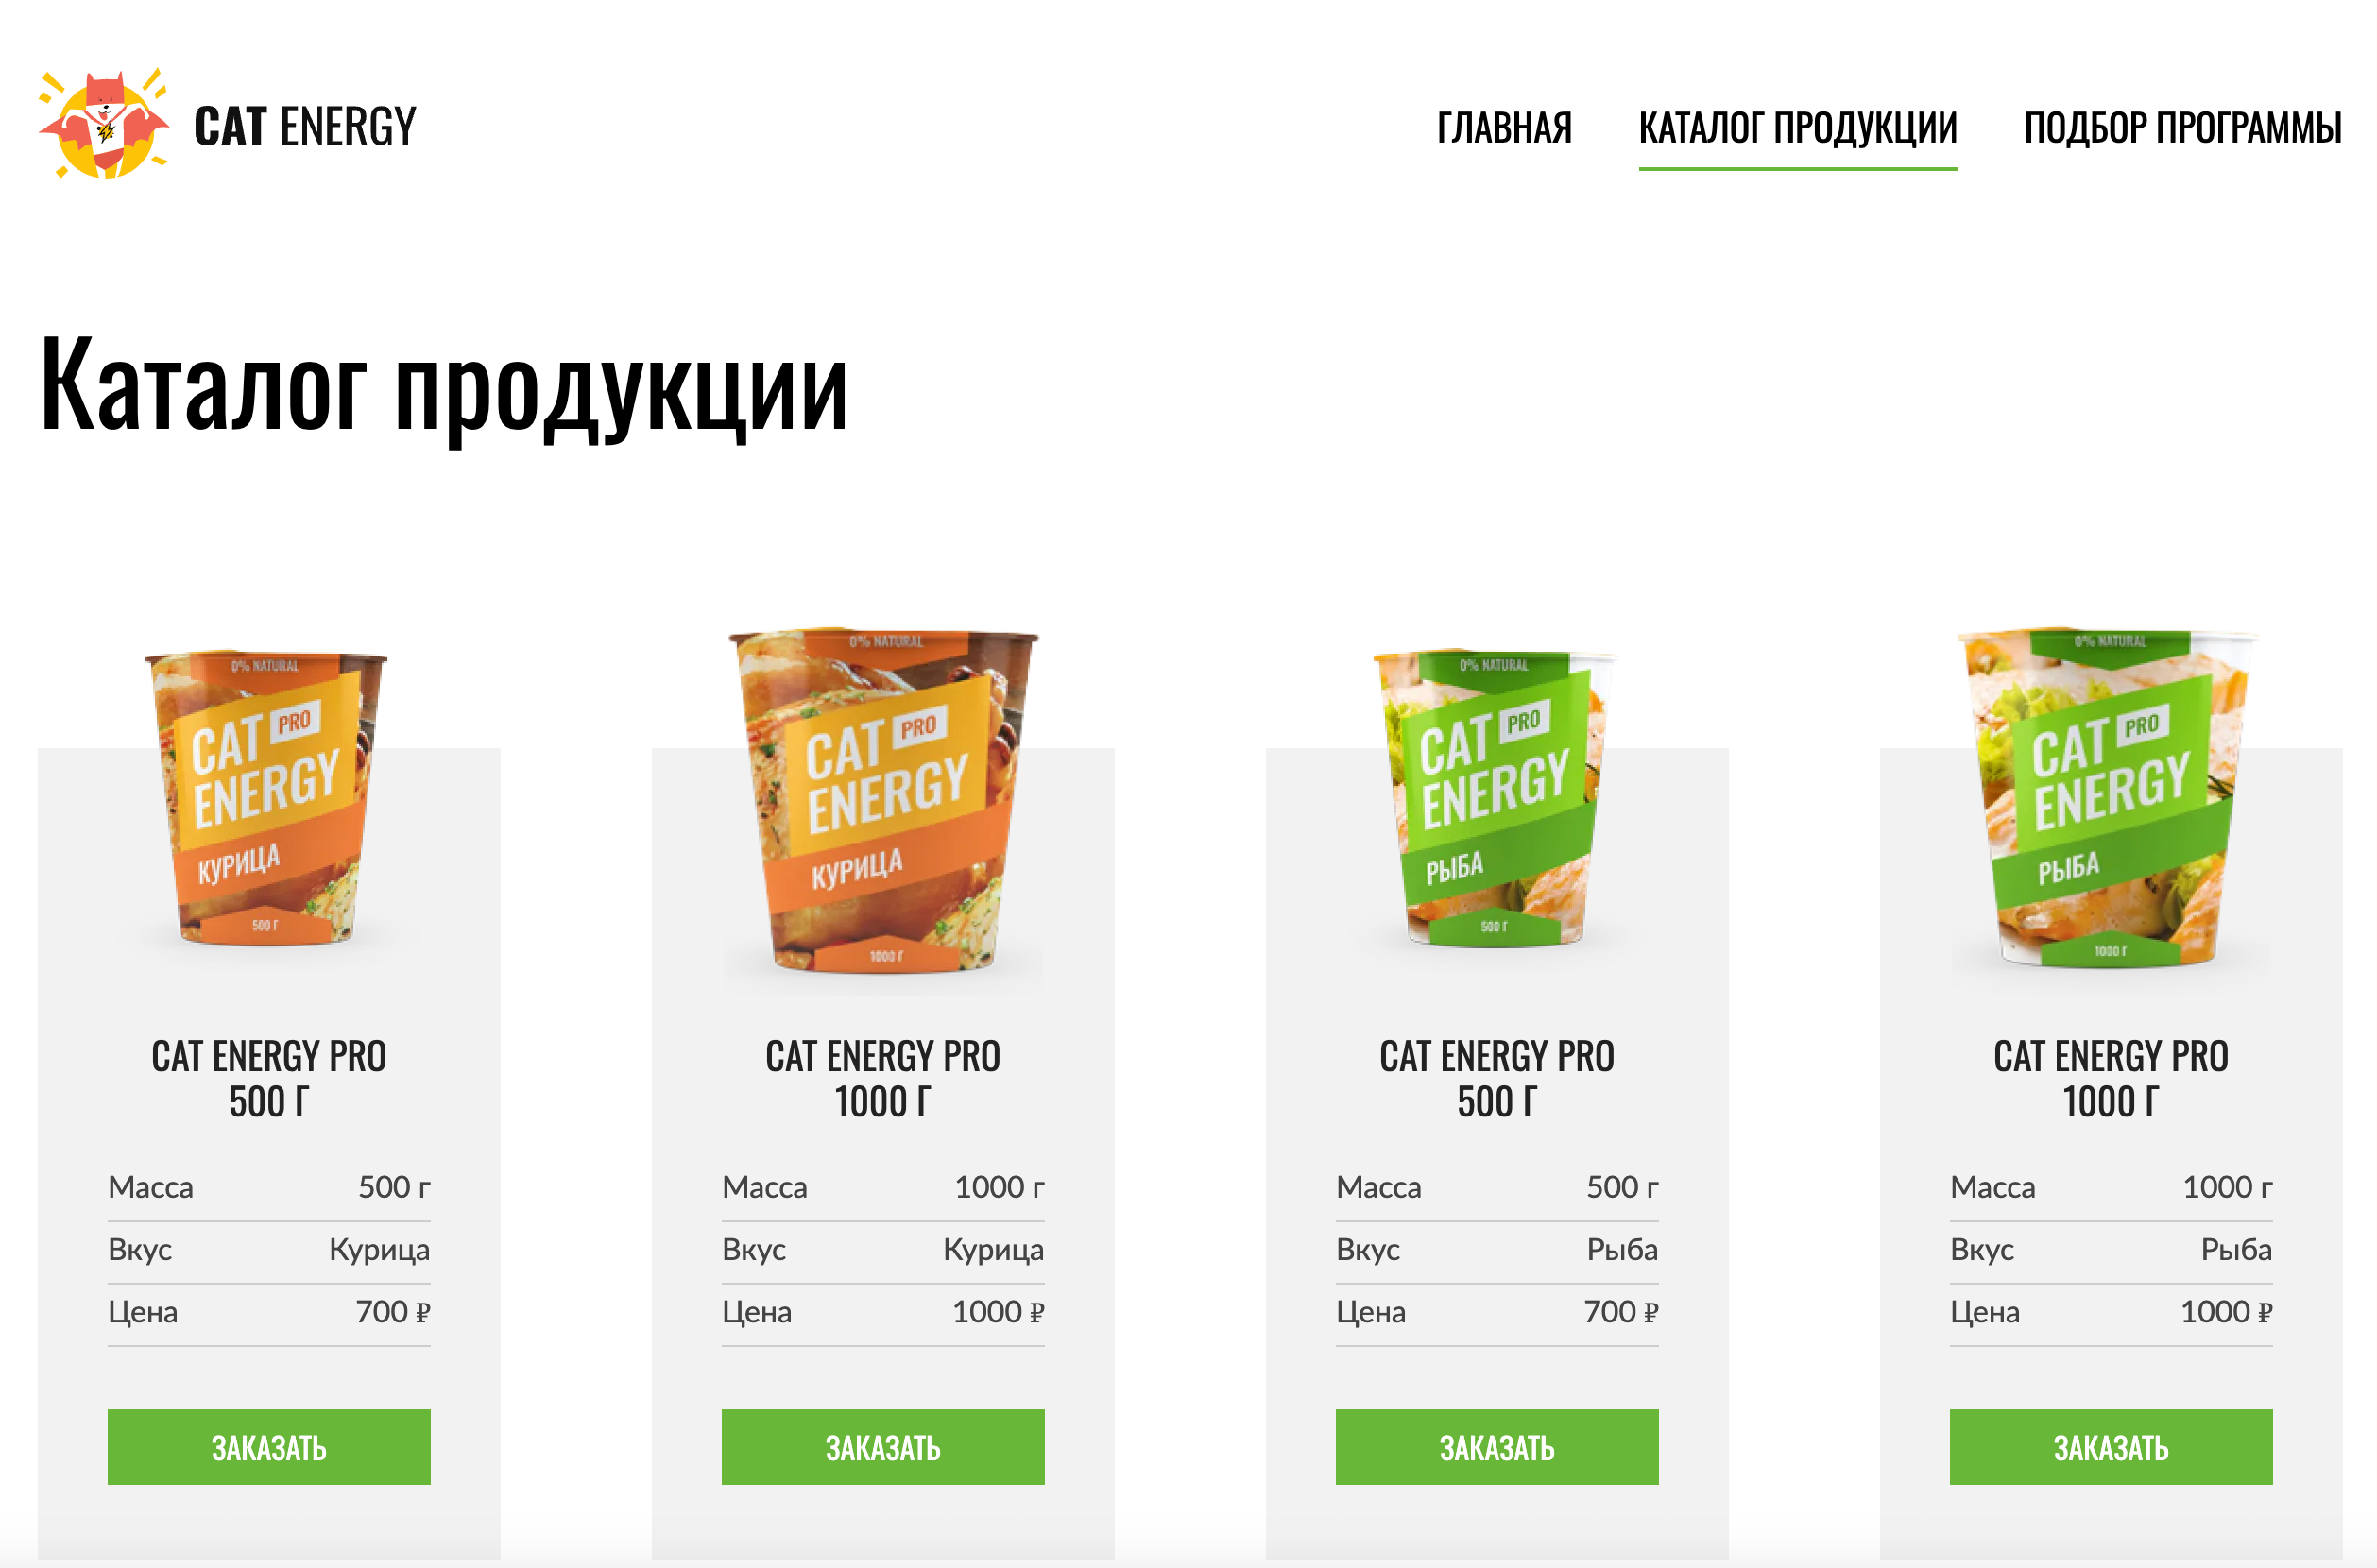 CAT ENERGY
ГЛАВНАЯ КАТАЛОГ ПРОДУКЦИИ ПОДБОР ПРОГРАММЫ
Каталог продукции
0% NATURAL
CAT PRO
ENERGY
КУРИЦА
500 Г
CAT ENERGY PRO
500 Г
Масса 500 г
Вкус Курица
Цена 700 ₽
ЗАКАЗАТЬ
0% NATURAL
CAT PRO
ENERGY
КУРИЦА
1000 Г
CAT ENERGY PRO
1000 Г
Масса 1000 г
Вкус Курица
Цена 1000 ₽
ЗАКАЗАТЬ
0% NATURAL
CAT PRO
ENERGY
РЫБА
500 Г
CAT ENERGY PRO
500 Г
Масса 500 г
Вкус Рыба
Цена 700 ₽
ЗАКАЗАТЬ
0% NATURAL
CAT PRO
ENERGY
РЫБА
1000 Г
CAT ENERGY PRO
1000 Г
Масса 1000 г
Вкус Рыба
Цена 1000 ₽
ЗАКАЗАТЬ